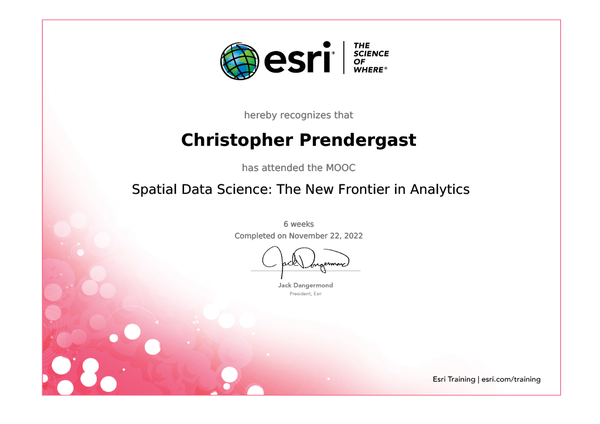 esri®
THE
SCIENCE
OF
WHERE®
hereby recognizes that
Christopher Prendergast
has attended the MOOC
Spatial Data Science: The New Frontier in Analytics
6 weeks
Completed on November 22, 2022
Jack Dangermond
Jack Dangermond
President, Esri
Esri Training | esri.com/training